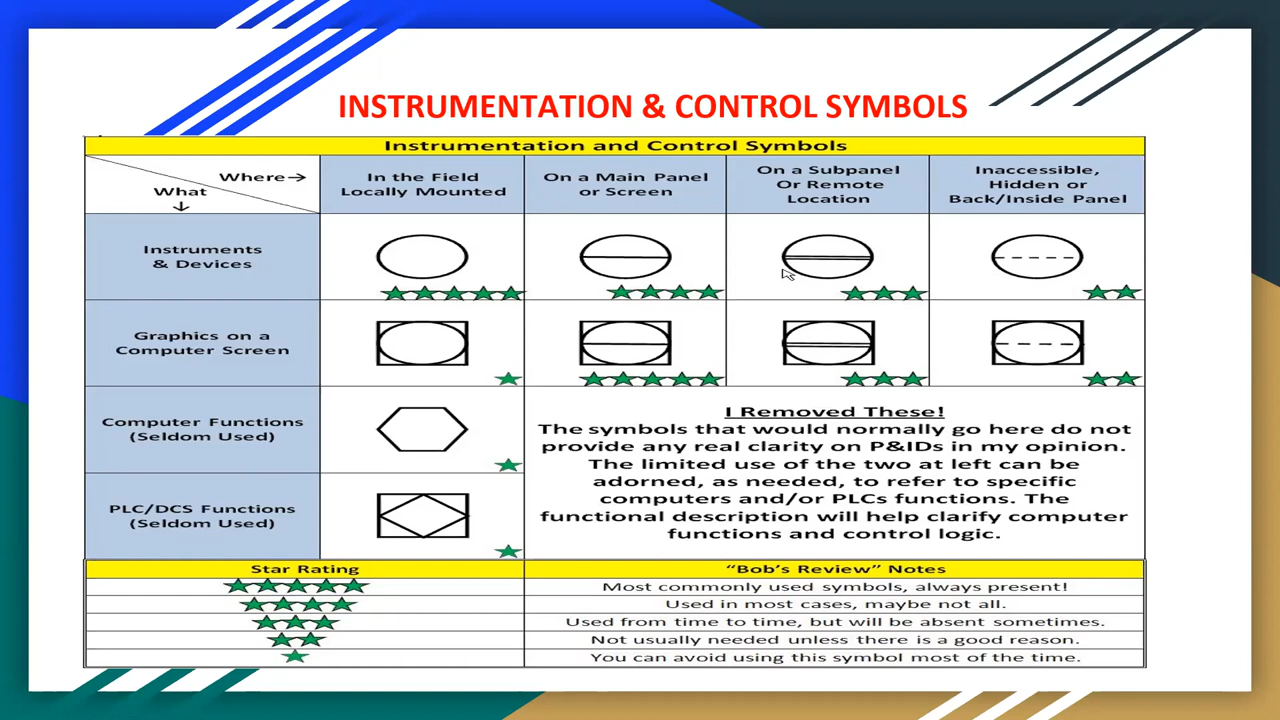 INSTRUMENTATION & CONTROL SYMBOLS
Instrumentation and Control Symbols
Where→
What
↓
In the Field
Locally Mounted
On a Main Panel
or Screen
On a Subpanel
Or Remote
Location
Inaccessible,
Hidden or
Back/Inside Panel
Instruments
& Devices
Graphics on a
Computer Screen
Computer Functions
(Seldom Used)
I Removed These!
The symbols that would normally go here do not
provide any real clarity on P&IDs in my opinion.
The limited use of the two at left can be
adorned, as needed, to refer to specific
computers and/or PLCs functions. The
functional description will help clarify computer
functions and control logic.
PLC/DCS Functions
(Seldom Used)
Star Rating
"Bob's Review" Notes
Most commonly used symbols, always present!
Used in most cases, maybe not all.
Used from time to time, but will be absent sometimes.
Not usually needed unless there is a good reason.
You can avoid using this symbol most of the time.